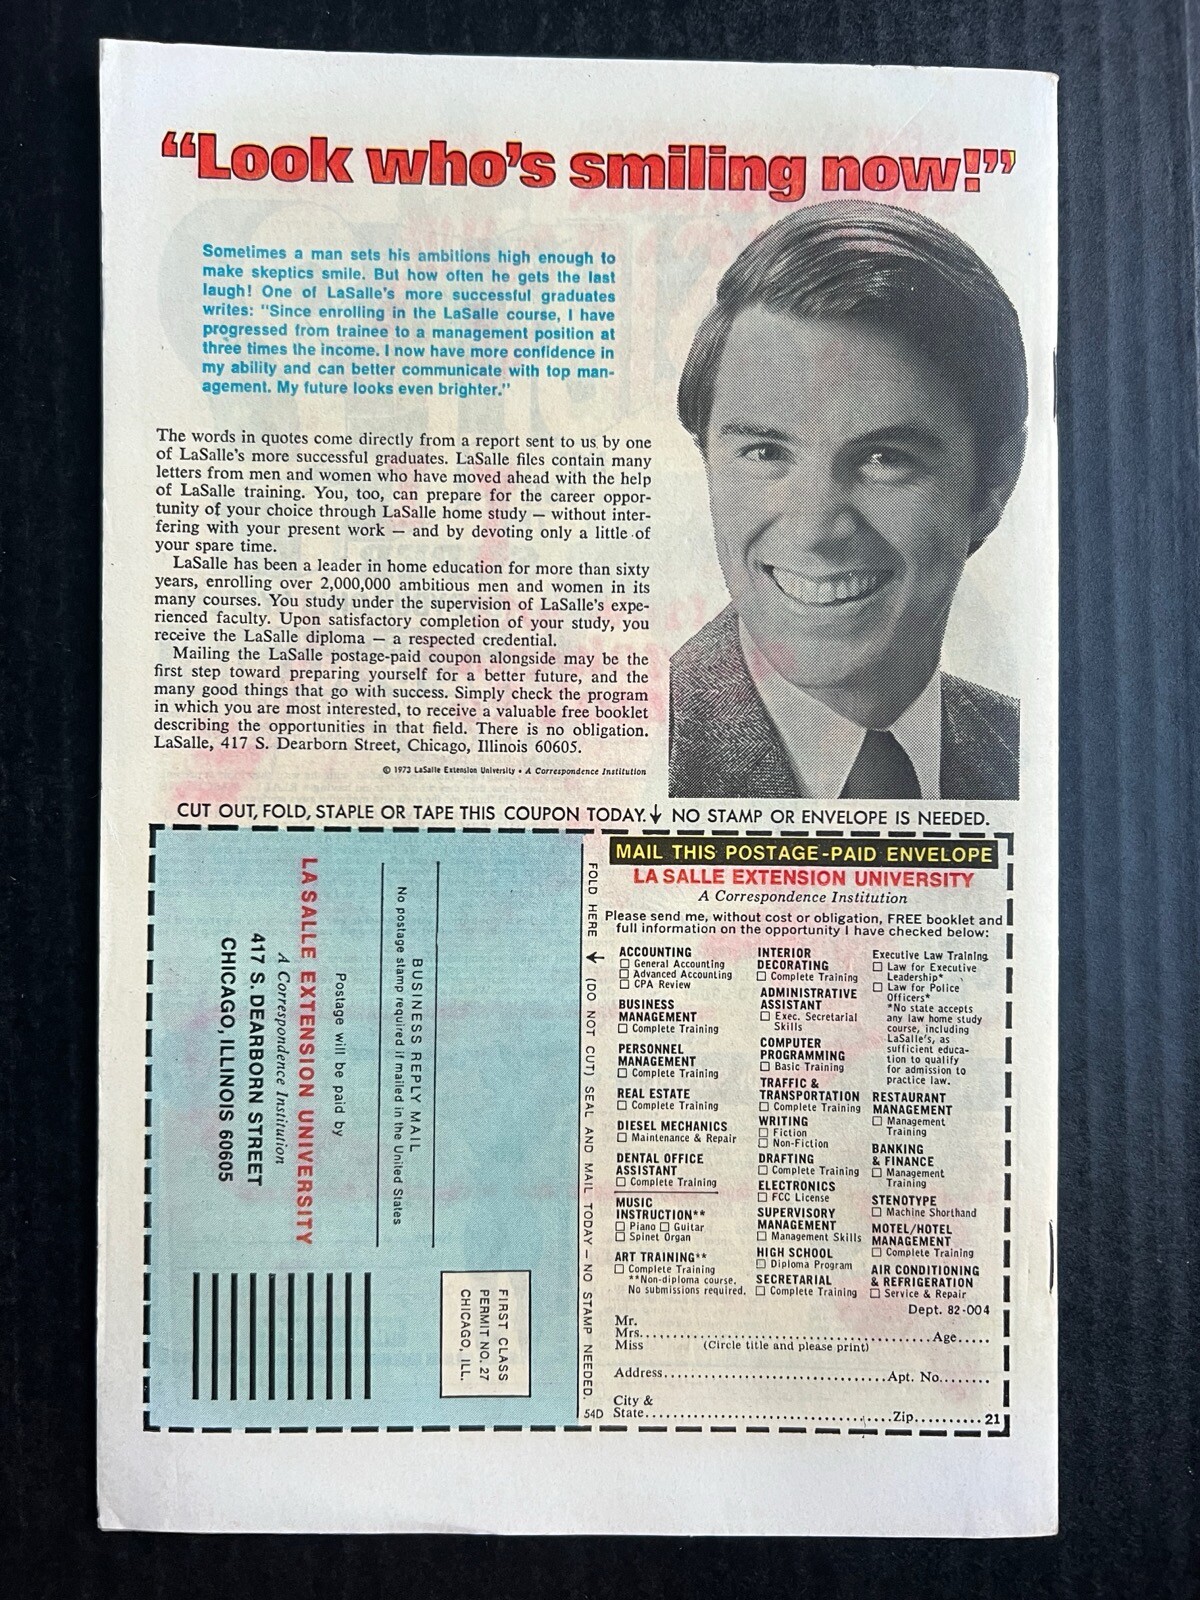 “Look who’s smiling now!”
Sometimes a man sets his ambitions high enough to
make skeptics smile. But how often he gets the last
laugh! One of LaSalle's more successful graduates
writes: "Since enrolling in the LaSalle course, I have
progressed from trainee to a management position at
three times the income. I now have more confidence in
my ability and can better communicate with top man-
agement. My future looks even brighter."
The words in quotes come directly from a report sent to us by one
of LaSalle's more successful graduates. LaSalle files contain many
letters from men and women who have moved ahead with the help
of LaSalle training. You, too, can prepare for the career oppor-
tunity of your choice through LaSalle home study — without inter-
fering with your present work — and by devoting only a little of
your spare time.
LaSalle has been a leader in home education for more than sixty
years, enrolling over 2,000,000 ambitious men and women in its
many courses. You study under the supervision of LaSalle's expe-
rienced faculty. Upon satisfactory completion of your study, you
receive the LaSalle diploma — a respected credential.
Mailing the LaSalle postage-paid coupon alongside may be the
first step toward preparing yourself for a better future, and the
many good things that go with success. Simply check the program
in which you are most interested, to receive a valuable free booklet
describing the opportunities in that field. There is no obligation.
LaSalle, 417 S. Dearborn Street, Chicago, Illinois 60605.
© 1973 LaSalle Extension University • A Correspondence Institution
CUT OUT, FOLD, STAPLE OR TAPE THIS COUPON TODAY. ↓ NO STAMP OR ENVELOPE IS NEEDED.
FIRST CLASS
PERMIT NO. 27
CHICAGO, ILL.
BUSINESS REPLY MAIL
No postage stamp required if mailed in the United States
Postage will be paid by
LA SALLE EXTENSION UNIVERSITY
A Correspondence Institution
417 S. DEARBORN STREET
CHICAGO, ILLINOIS 60605
FOLD HERE ↓ (DO NOT CUT) SEAL AND MAIL TODAY — NO STAMP NEEDED.
54D
MAIL THIS POSTAGE-PAID ENVELOPE
LA SALLE EXTENSION UNIVERSITY
A Correspondence Institution
Please send me, without cost or obligation, FREE booklet and
full information on the opportunity I have checked below:
ACCOUNTING
☐ General Accounting
☐ Advanced Accounting
☐ CPA Review
BUSINESS
MANAGEMENT
☐ Complete Training
PERSONNEL
MANAGEMENT
☐ Complete Training
REAL ESTATE
☐ Complete Training
DIESEL MECHANICS
☐ Maintenance & Repair
DENTAL OFFICE
ASSISTANT
☐ Complete Training
MUSIC
INSTRUCTION**
☐ Piano ☐ Guitar
☐ Spinet Organ
ART TRAINING**
☐ Complete Training
**Non-diploma course.
No submissions required.
INTERIOR
DECORATING
☐ Complete Training
ADMINISTRATIVE
ASSISTANT
☐ Exec. Secretarial
Skills
COMPUTER
PROGRAMMING
☐ Basic Training
TRAFFIC &
TRANSPORTATION
☐ Complete Training
WRITING
☐ Fiction
☐ Non-Fiction
DRAFTING
☐ Complete Training
ELECTRONICS
☐ FCC License
SUPERVISORY
MANAGEMENT
☐ Management Skills
HIGH SCHOOL
☐ Diploma Program
SECRETARIAL
☐ Complete Training
Executive Law Training
☐ Law for Executive
Leadership*
☐ Law for Police
Officers*
*No state accepts
any law home study
course, including
LaSalle's, as
sufficient educa-
tion to qualify
for admission to
practice law.
RESTAURANT
MANAGEMENT
☐ Management
Training
BANKING
& FINANCE
☐ Management
Training
STENOTYPE
☐ Machine Shorthand
MOTEL/HOTEL
MANAGEMENT
☐ Complete Training
AIR CONDITIONING
& REFRIGERATION
☐ Service & Repair
Dept. 82-004
Mr.
Mrs.......................................................Age.....
Miss (Circle title and please print)
Address.............................................Apt. No........
City &
State.................................................Zip.......... 21